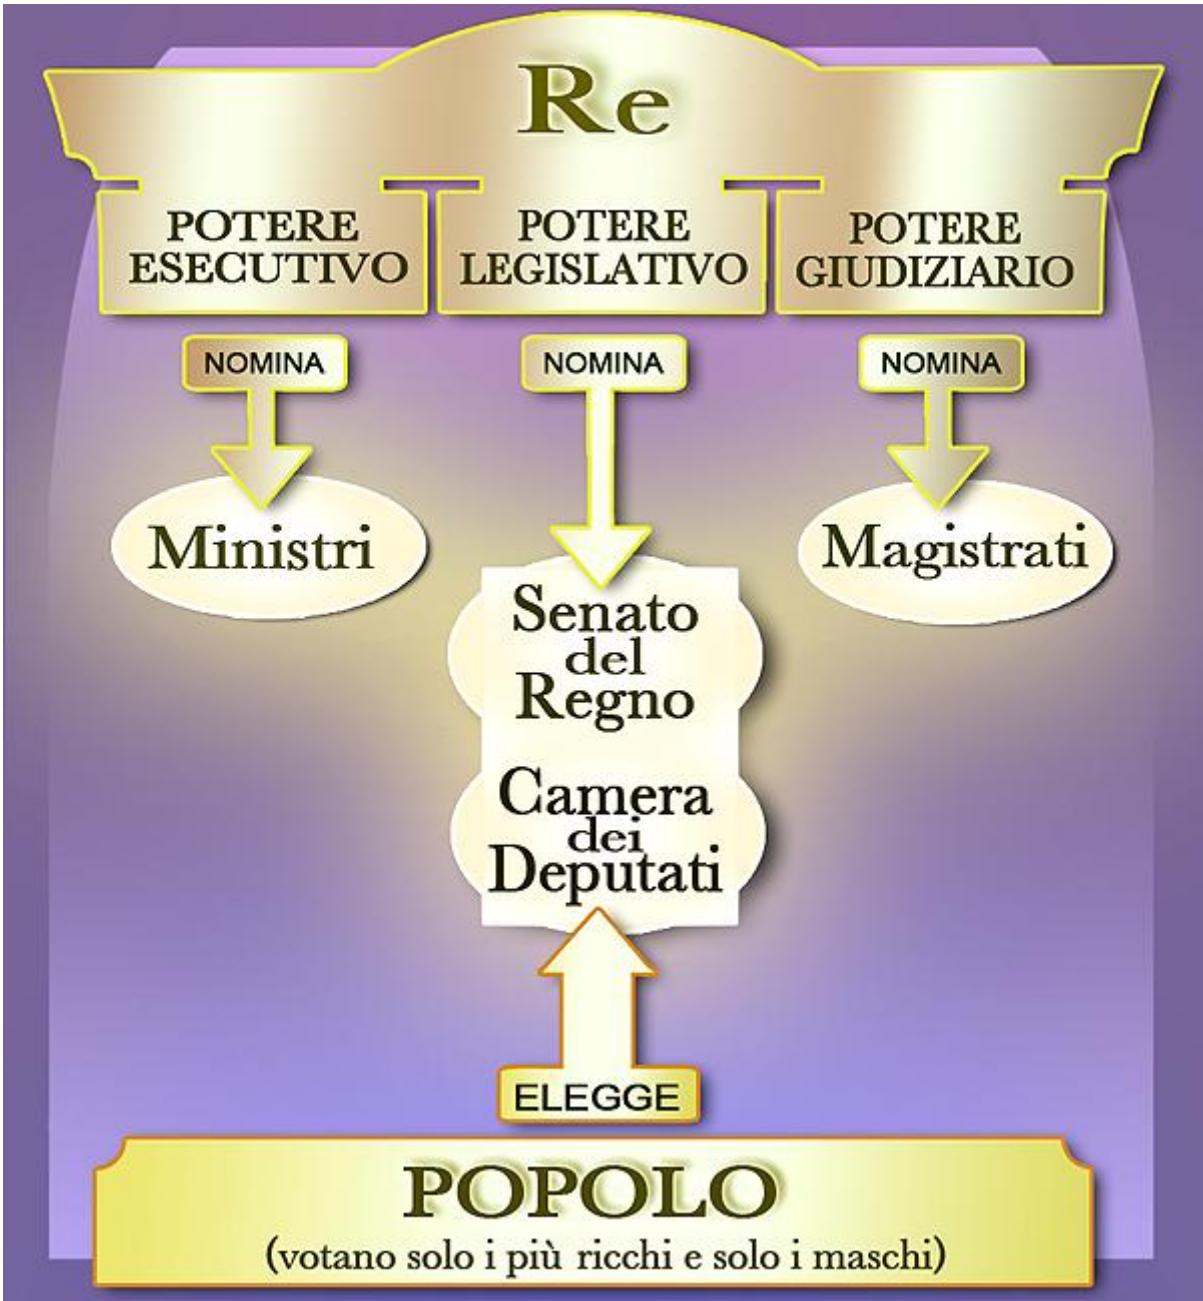 Re
POTERE
ESECUTIVO
POTERE
LEGISLATIVO
POTERE
GIUDIZIARIO
NOMINA
NOMINA
NOMINA
Ministri
Magistrati
Senato
del
Regno
Camera
dei
Deputati
ELEGGE
POPOLO
(votano solo i più ricchi e solo i maschi)